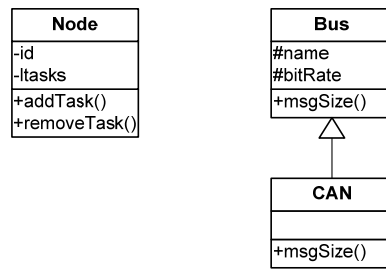 Node
-id
-ltasks
+addTask()
+removeTask()
Bus
#name
#bitRate
+msgSize()
CAN
+msgSize()